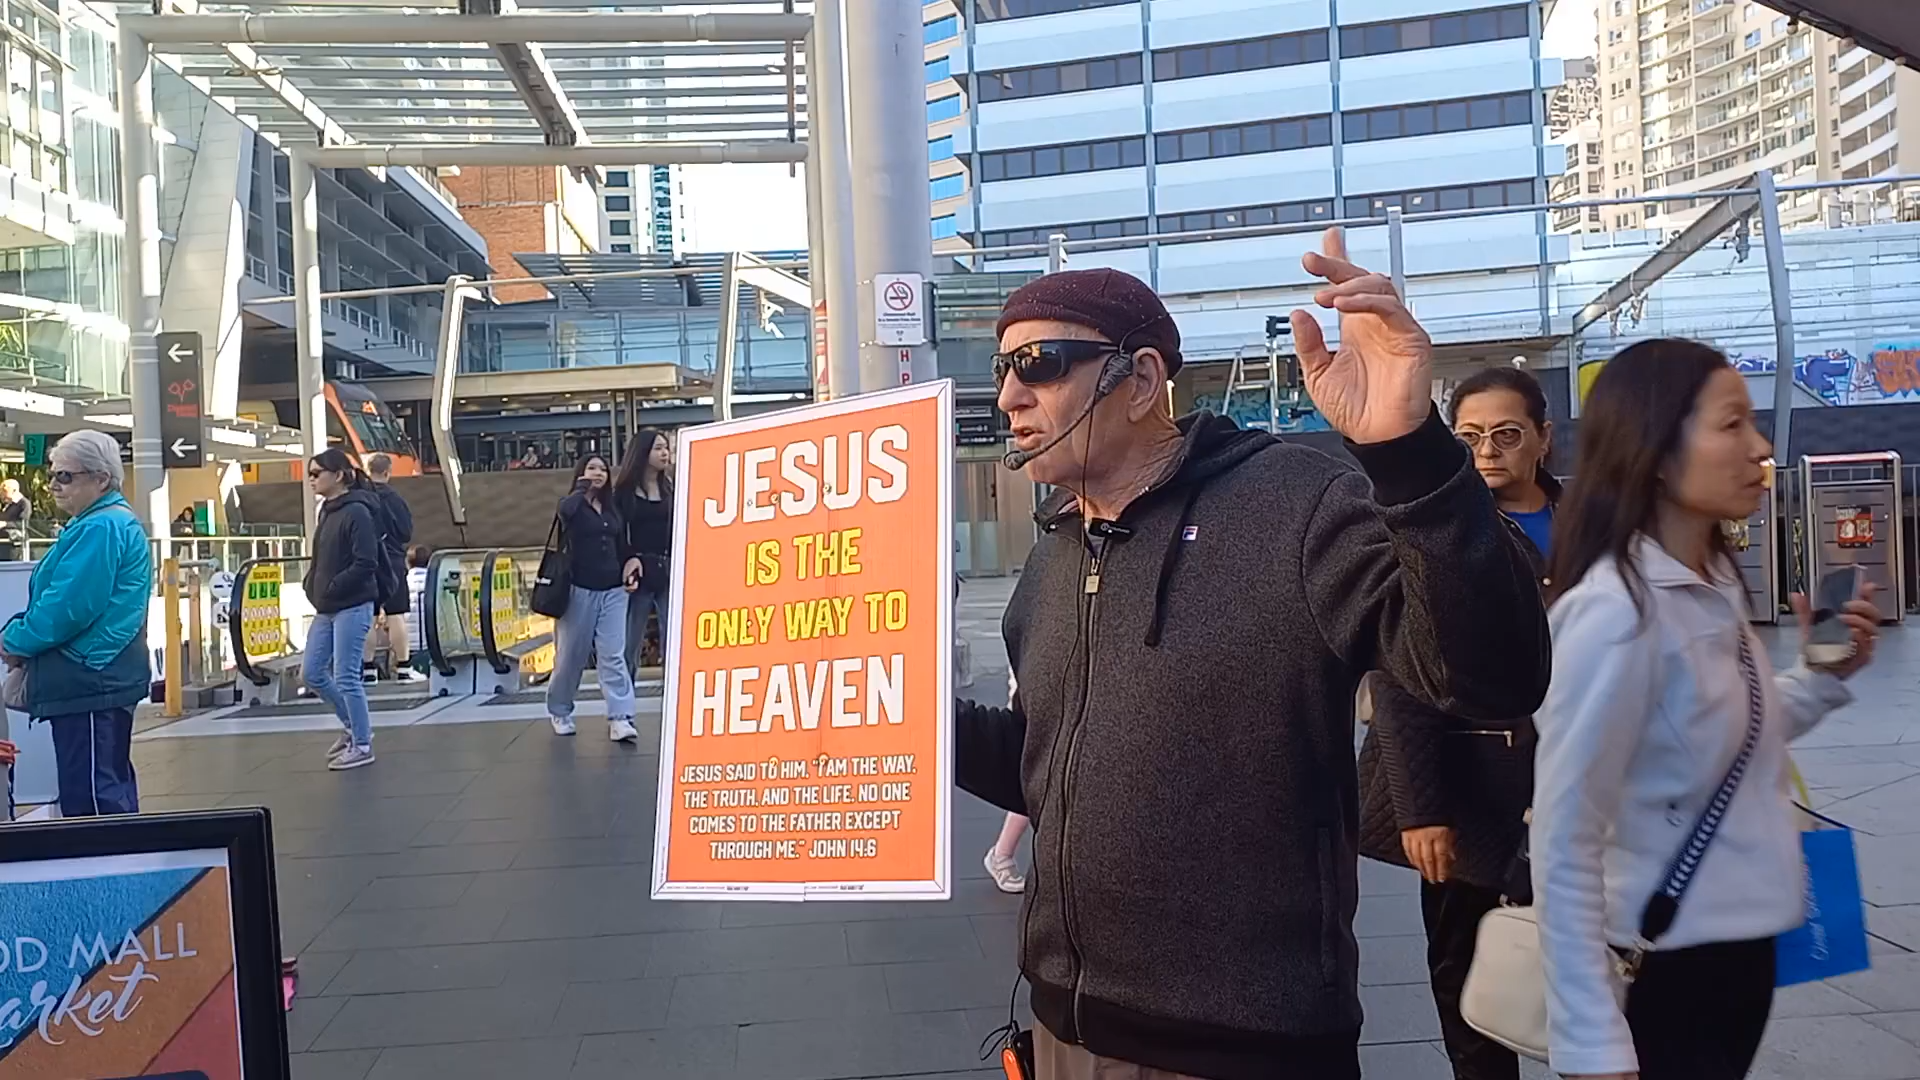 JESUS
IS THE
ONLY WAY TO
HEAVEN
JESUS SAID TO HIM, "I AM THE WAY,
THE TRUTH, AND THE LIFE. NO ONE
COMES TO THE FATHER EXCEPT
THROUGH ME." JOHN 14:6
H
P
OD MALL
arket